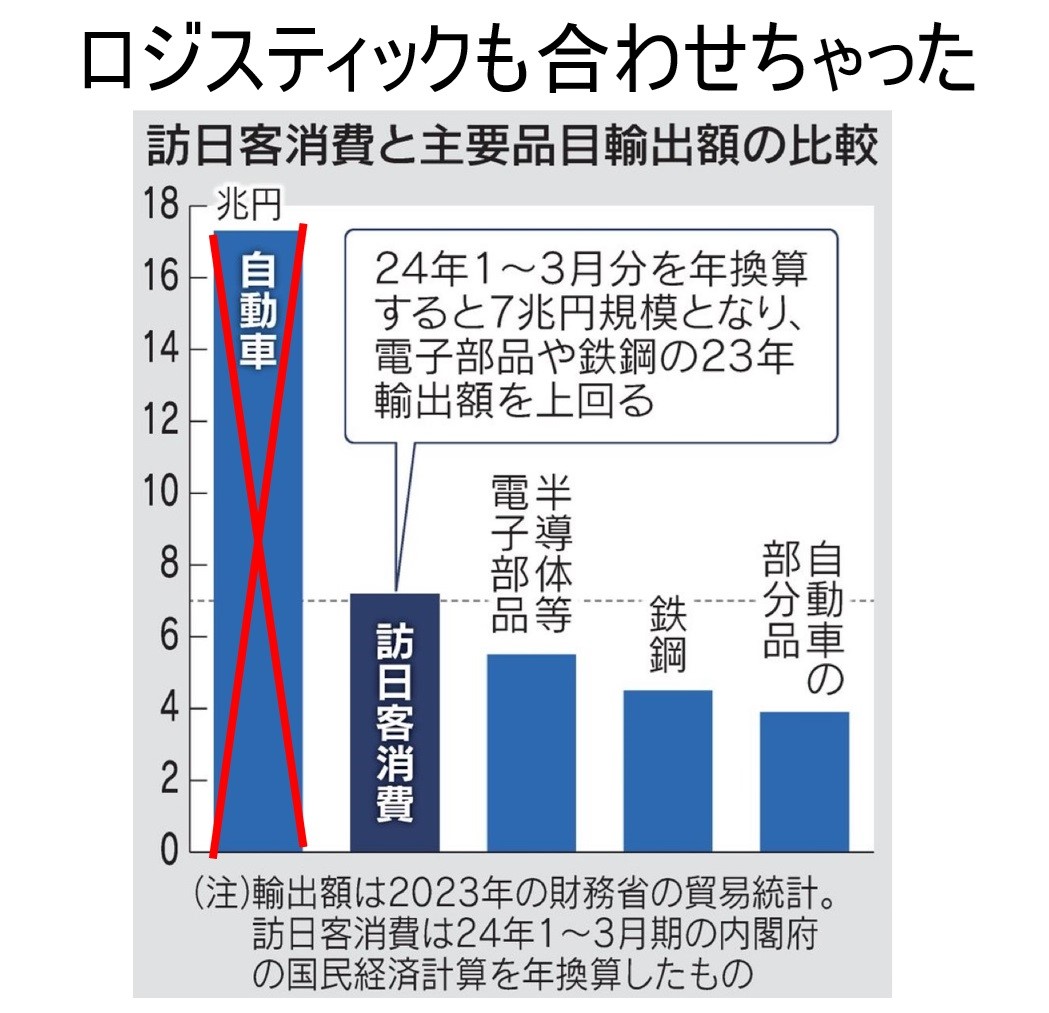 ロジスティックも合わせちゃった
訪日客消費と主要品目輸出額の比較
18
兆円
16
14
12
10
8
6
4
2
0
自動車
24年1〜3月分を年換算
すると7兆円規模となり、
電子部品や鉄鋼の23年
輸出額を上回る
訪日客消費
半導体等
電子部品
鉄鋼
自動車の
部分品
(注)輸出額は2023年の財務省の貿易統計。
訪日客消費は24年1〜3月期の内閣府
の国民経済計算を年換算したもの